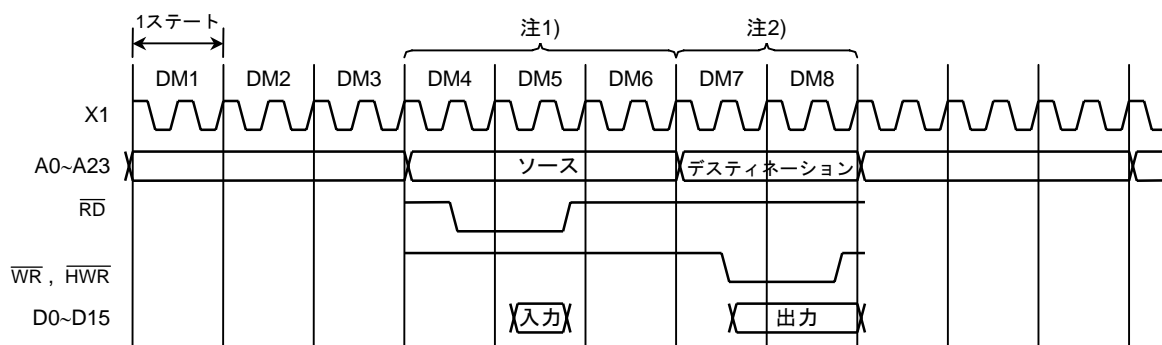 1ステート
注1)
注2)
DM1 DM2 DM3 DM4 DM5 DM6 DM7 DM8
X1
A0~A23 ソース デスティネーション
RD
WR , HWR
D0~D15 入力 出力